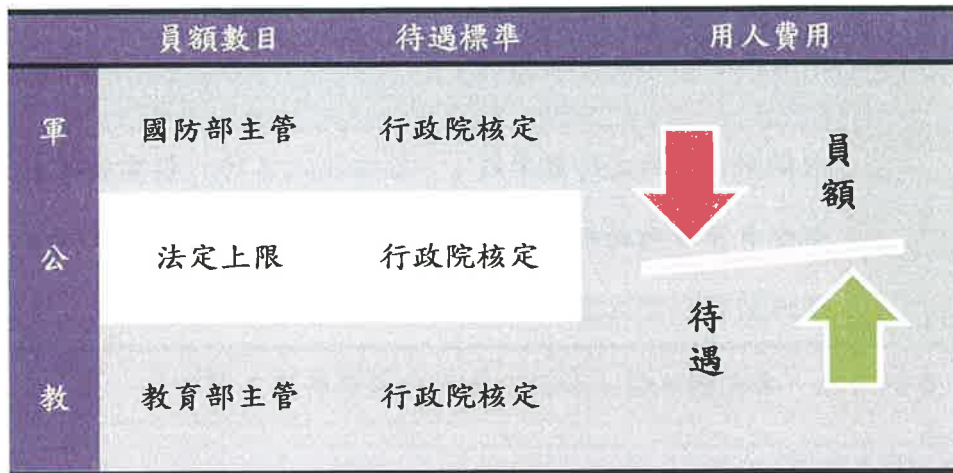 員額數目 待遇標準 用人費用
軍 國防部主管 行政院核定
員額
公 法定上限 行政院核定
待遇
教 教育部主管 行政院核定